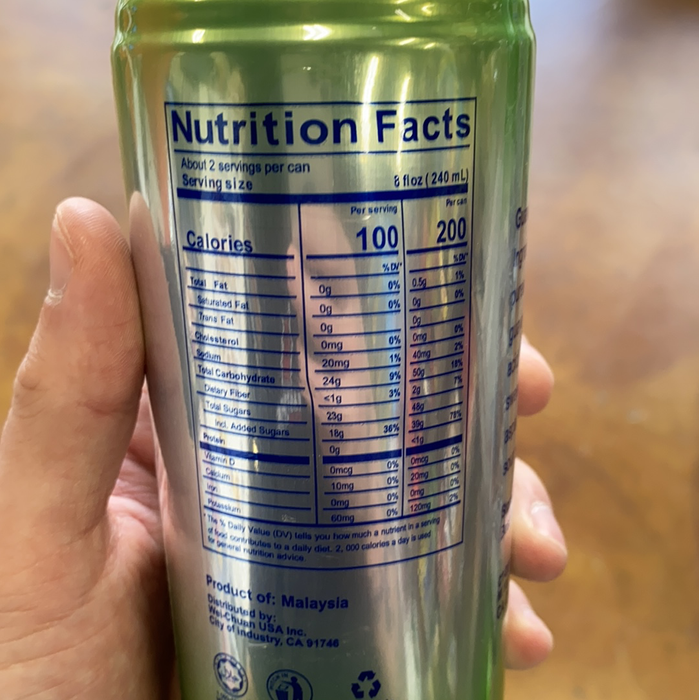 Nutrition Facts
About 2 servings per can
Serving size 8 fl oz ( 240 mL)
Per serving Per can
Calories 100 200
% DV* % DV*
Total Fat 0g 0% 0.5g 1%
Saturated Fat 0g 0% 0g 0%
Trans Fat 0g 0g
Cholesterol 0mg 0% 0mg 0%
Sodium 20mg 1% 40mg 2%
Total Carbohydrate 24g 9% 50g 18%
Dietary Fiber <1g 3% 2g 7%
Total Sugars 23g 48g
Incl. Added Sugars 18g 36% 39g 78%
Protein 0g <1g
Vitamin D 0mcg 0% 0mcg 0%
Calcium 10mg 0% 20mg 0%
Iron 0mg 0% 0mg 0%
Potassium 60mg 0% 120mg 2%
* The % Daily Value (DV) tells you how much a nutrient in a serving
of food contributes to a daily diet. 2, 000 calories a day is used
for general nutrition advice.
Product of: Malaysia
Distributed by:
Wei-Chuan USA Inc.
City of Industry, CA 91746